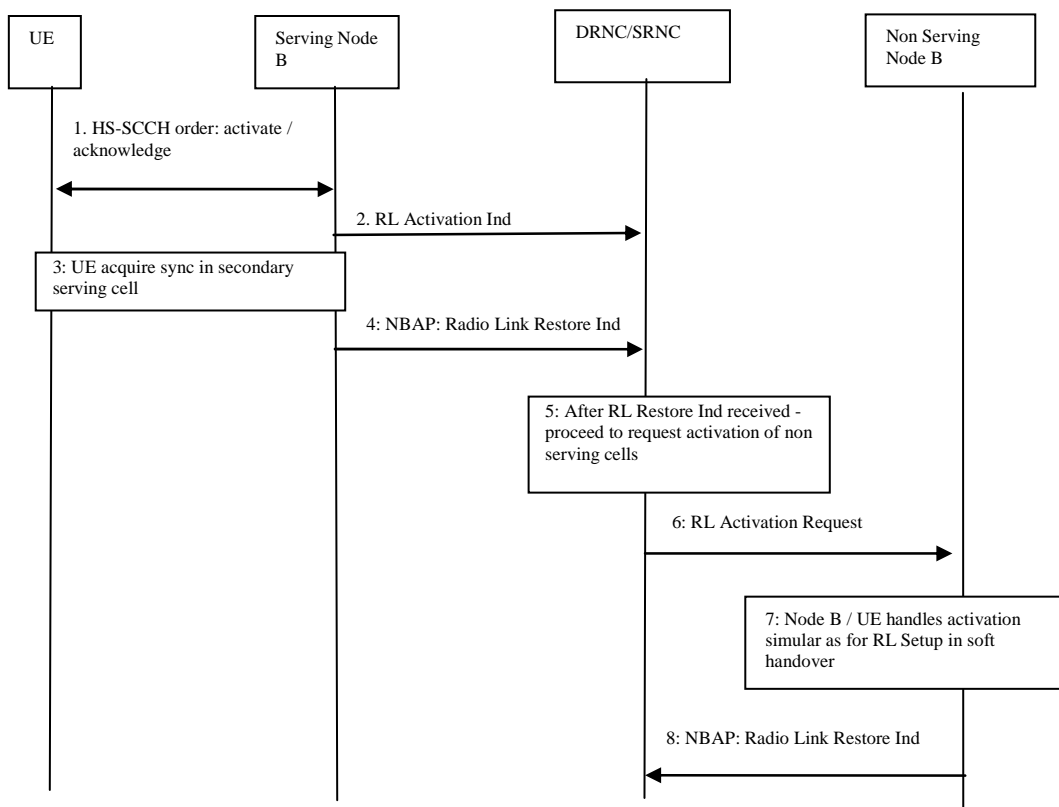 UE
Serving Node
B
DRNC/SRNC
Non Serving
Node B
1. HS-SCCH order: activate /
acknowledge
2. RL Activation Ind
3: UE acquire sync in secondary
serving cell
4: NBAP: Radio Link Restore Ind
5: After RL Restore Ind received -
proceed to request activation of non
serving cells
6: RL Activation Request
7: Node B / UE handles activation
simular as for RL Setup in soft
handover
8: NBAP: Radio Link Restore Ind